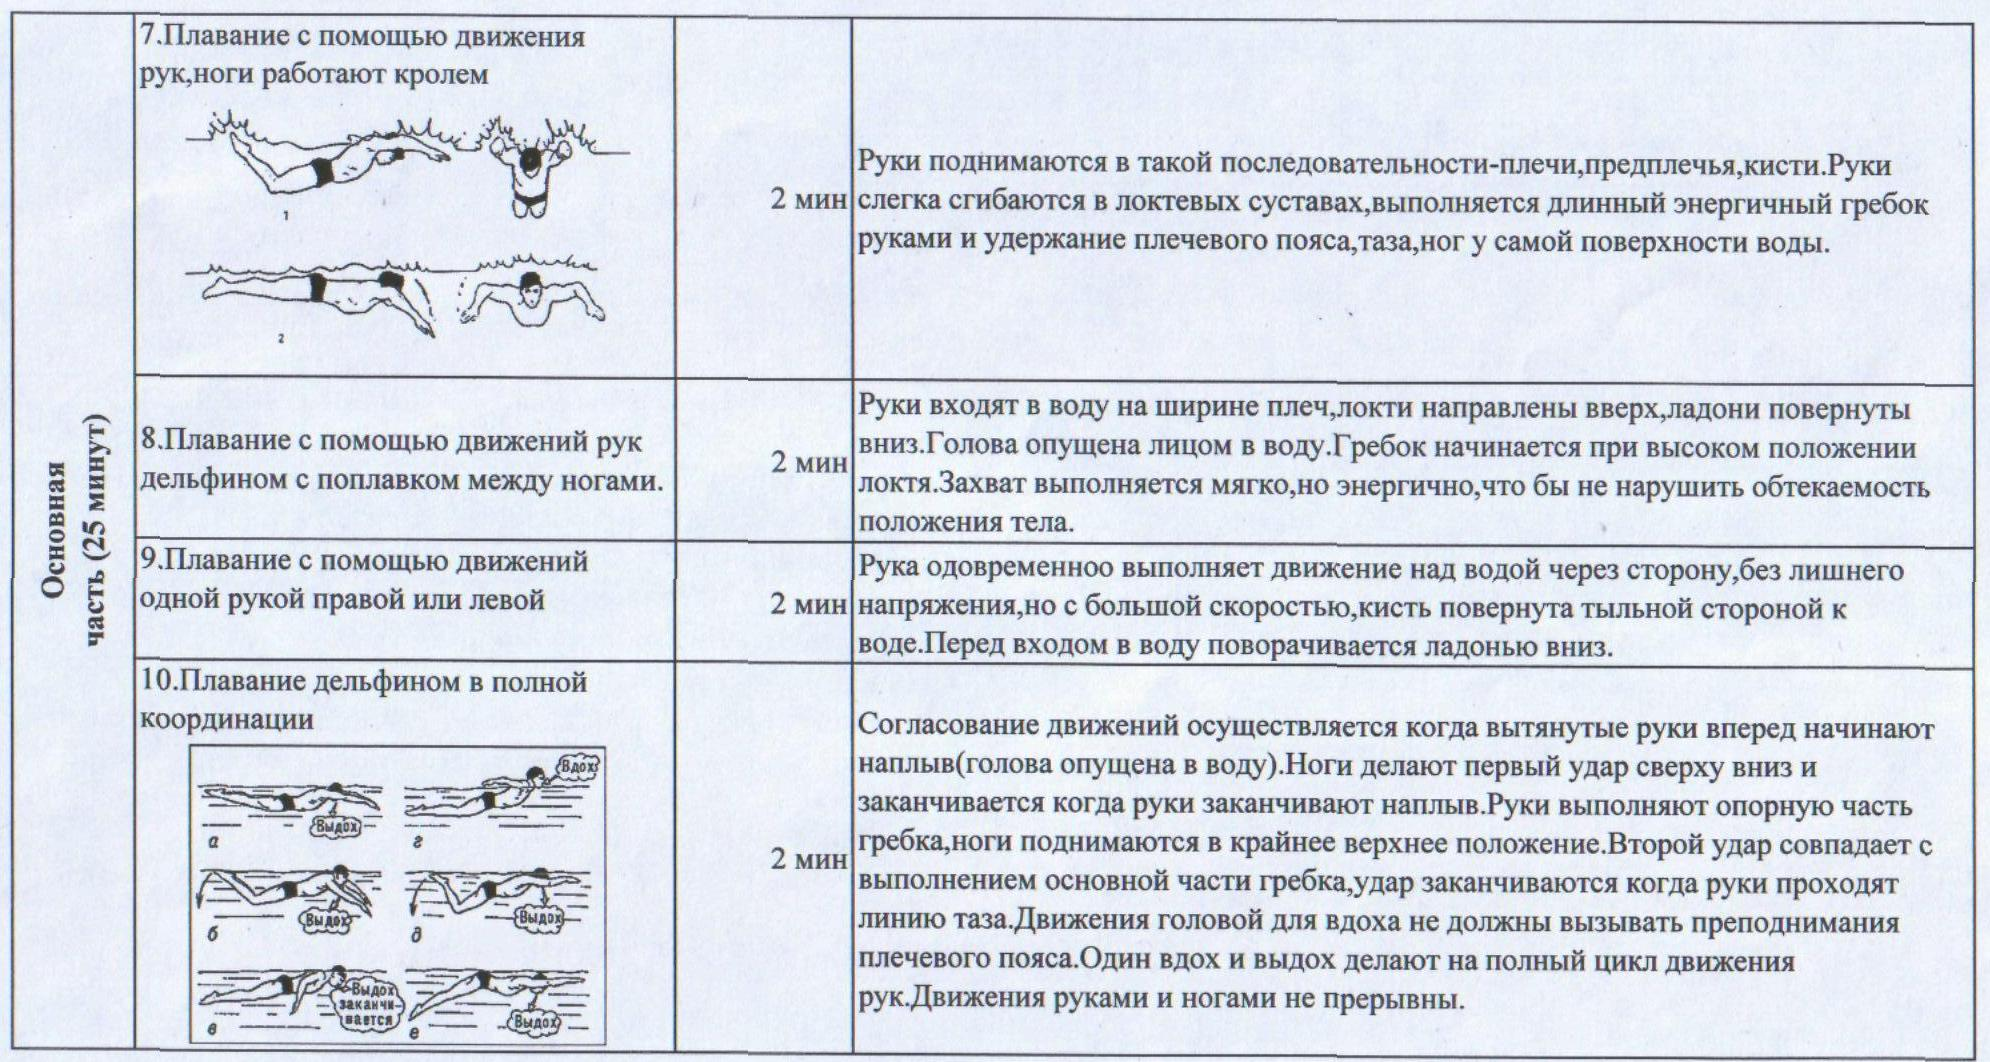 Основная
часть (25 минут)
7.Плавание с помощью движения
рук,ноги работают кролем
1
2
2 мин
Руки поднимаются в такой последовательности-плечи,предплечья,кисти.Руки
слегка сгибаются в локтевых суставах,выполняется длинный энергичный гребок
руками и удержание плечевого пояса,таза,ног у самой поверхности воды.
8.Плавание с помощью движений рук
дельфином с поплавком между ногами.
2 мин
Руки входят в воду на ширине плеч,локти направлены вверх,ладони повернуты
вниз.Голова опущена лицом в воду.Гребок начинается при высоком положении
локтя.Захват выполняется мягко,но энергично,что бы не нарушить обтекаемость
положения тела.
9.Плавание с помощью движений
одной рукой правой или левой
2 мин
Рука одовременноо выполняет движение над водой через сторону,без лишнего
напряжения,но с большой скоростью,кисть повернута тыльной стороной к
воде.Перед входом в воду поворачивается ладонью вниз.
10.Плавание дельфином в полной
координации
Вдох
Выдох
а
г
Выдох
Выдох
б
д
Выдох
заканчи-
вается
Выдох
в
е
2 мин
Согласование движений осуществляется когда вытянутые руки вперед начинают
наплыв(голова опущена в воду).Ноги делают первый удар сверху вниз и
заканчивается когда руки заканчивают наплыв.Руки выполняют опорную часть
гребка,ноги поднимаются в крайнее верхнее положение.Второй удар совпадает с
выполнением основной части гребка,удар заканчиваются когда руки проходят
линию таза.Движения головой для вдоха не должны вызывать преподнимания
плечевого пояса.Один вдох и выдох делают на полный цикл движения
рук.Движения руками и ногами не прерывны.